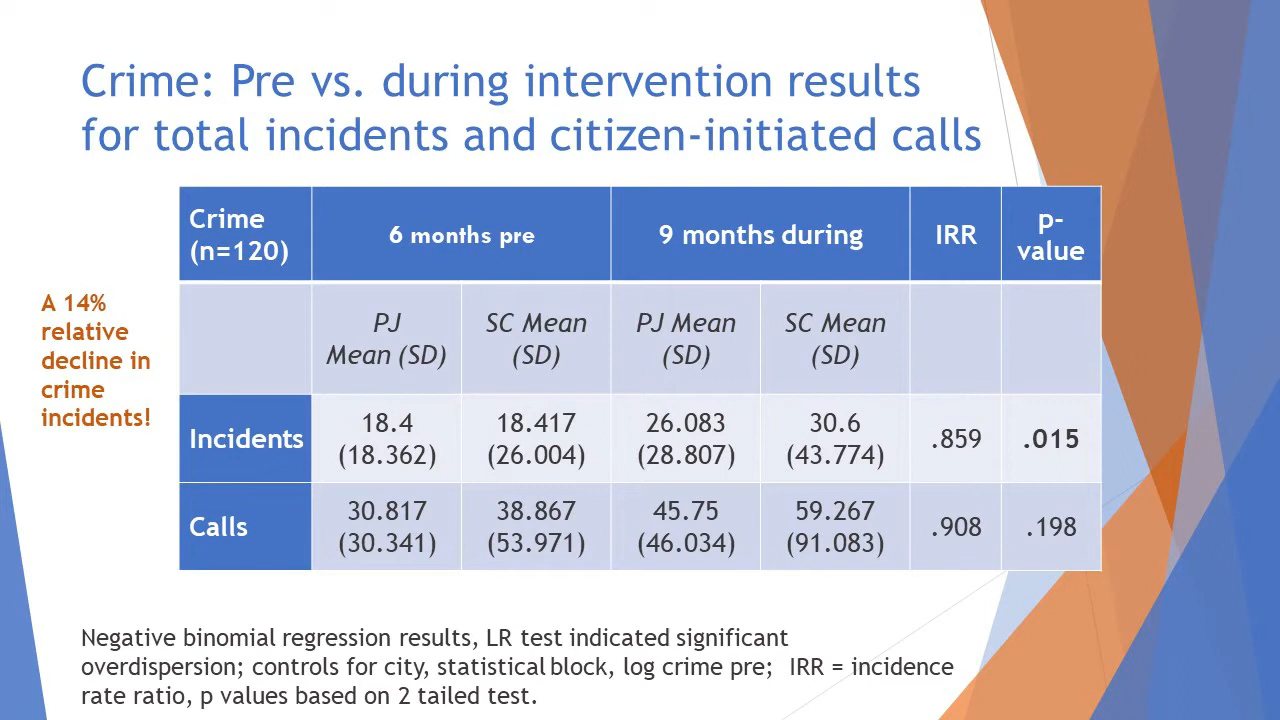 Crime: Pre vs. during intervention results
for total incidents and citizen-initiated calls
A 14%
relative
decline in
crime
incidents!
Crime
(n=120)
6 months pre
9 months during
IRR
p-
value
PJ
Mean (SD)
SC Mean
(SD)
PJ Mean
(SD)
SC Mean
(SD)
Incidents
18.4
(18.362)
18.417
(26.004)
26.083
(28.807)
30.6
(43.774)
.859
.015
Calls
30.817
(30.341)
38.867
(53.971)
45.75
(46.034)
59.267
(91.083)
.908
.198
Negative binomial regression results, LR test indicated significant
overdispersion; controls for city, statistical block, log crime pre; IRR = incidence
rate ratio, p values based on 2 tailed test.